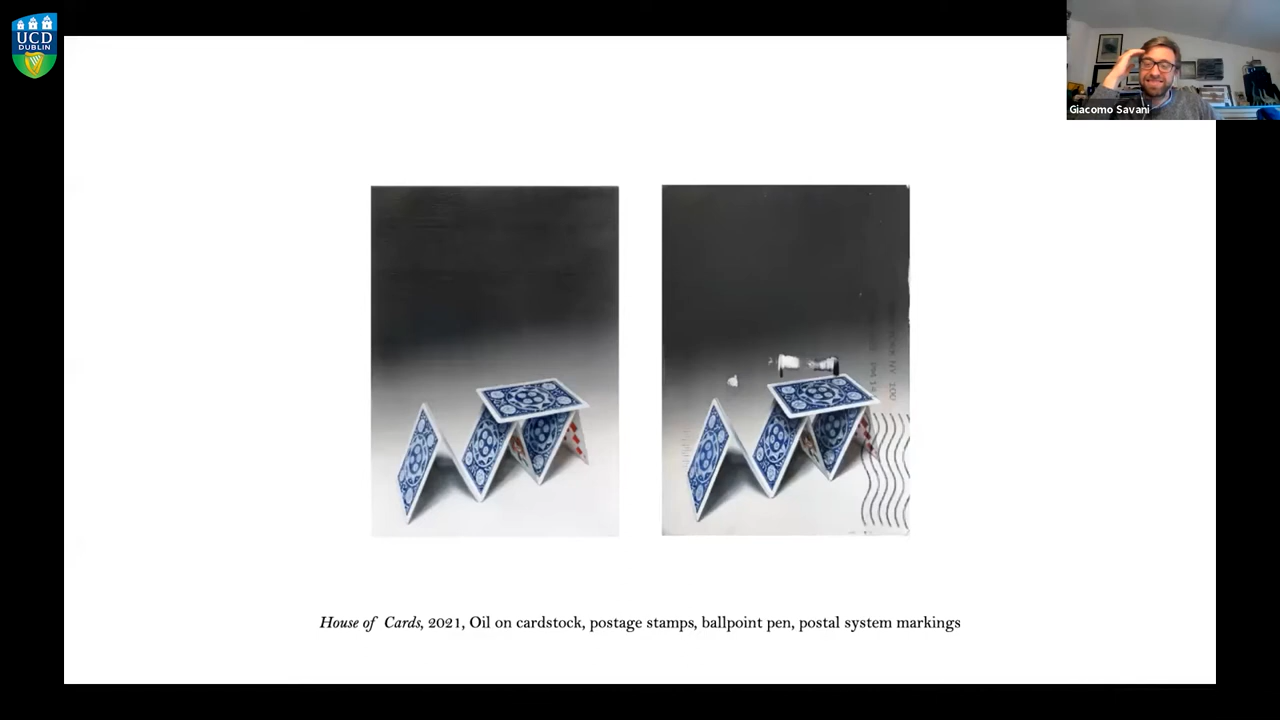 UCD
DUBLIN
Giacomo Savani
House of Cards, 2021, Oil on cardstock, postage stamps, ballpoint pen, postal system markings